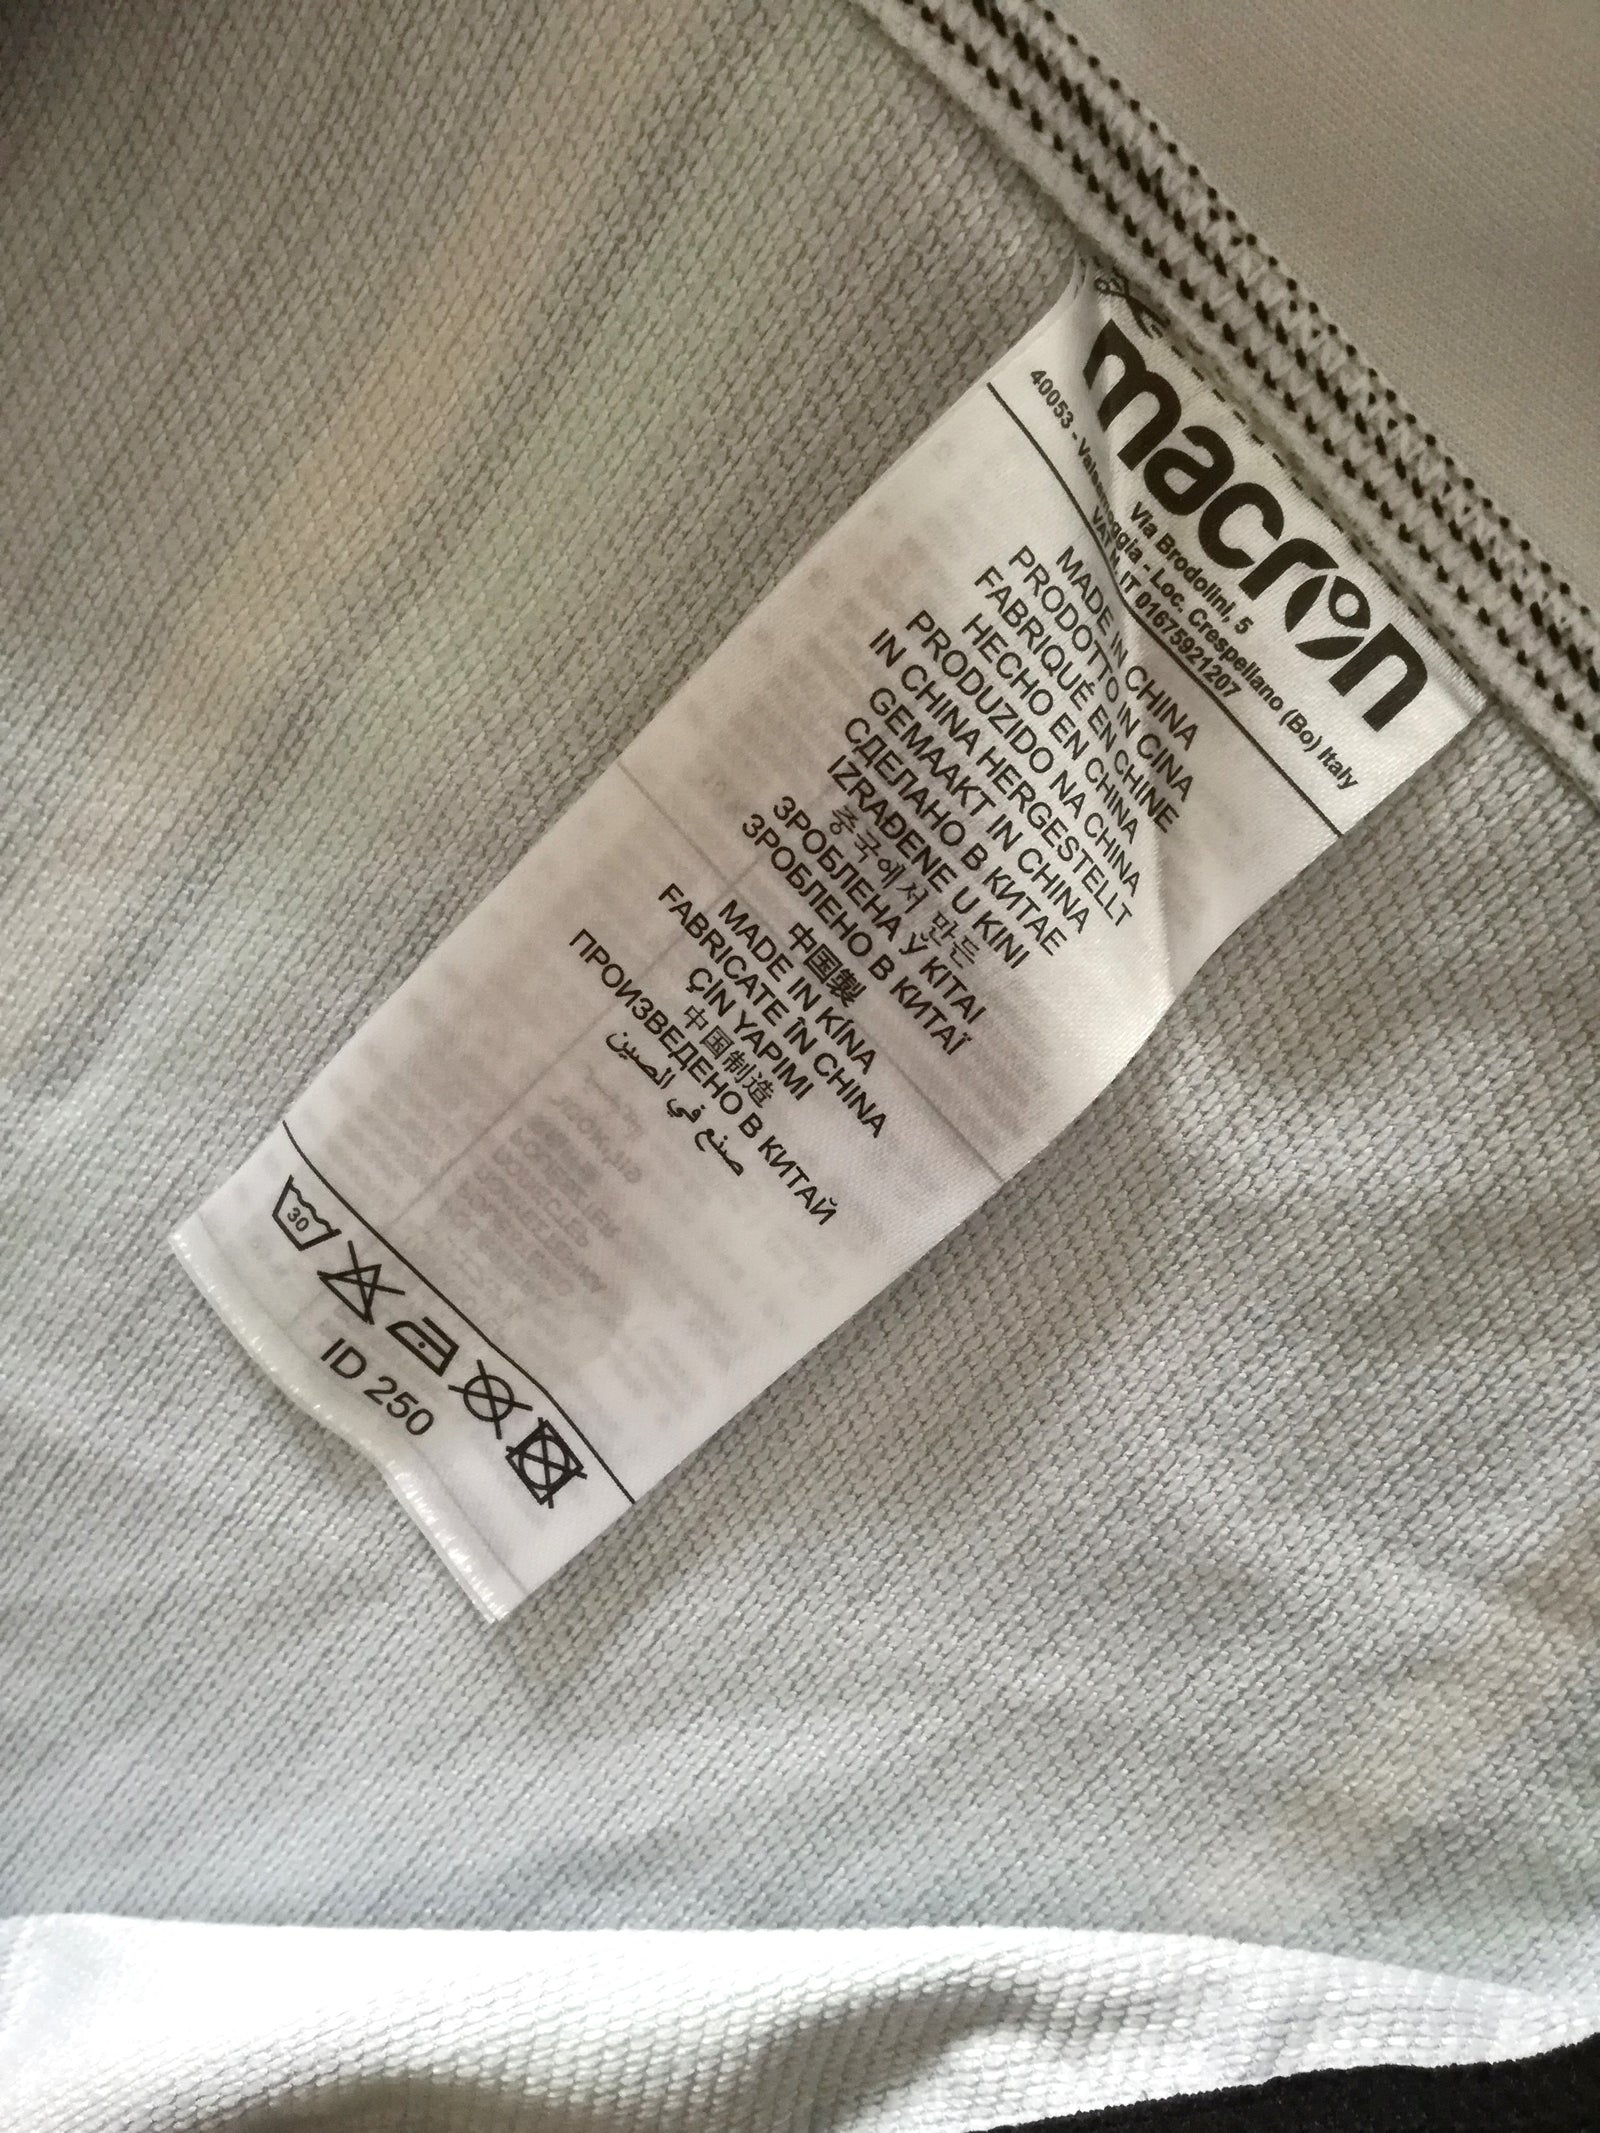 macron
Via Brodolini, 5
40053 - Loc. Crespellano (Bo) Italy
IT 01675921207
MADE IN CHINA
PRODOTTO IN CINA
FABRIQUÉ EN CHINE
HECHO EN CHINA
PRODUZIDO NA CHINA
IN CHINA HERGESTELLT
GEMAAKT IN CHINA
СДЕЛАНО В КИТАЕ
IZRAĐENE U KINI
중국에서 만든
ЗРОБЛЕНА Ў KITAI
ЗРОБЛЕНО В КИТАЇ
中国製
MADE IN KÍNA
FABRICATE ÎN CHINA
ÇİN YAPIMI
中国制造
ПРОИЗВЕДЕНО В КИТАЙ
صنع في الصين
30
ID 250